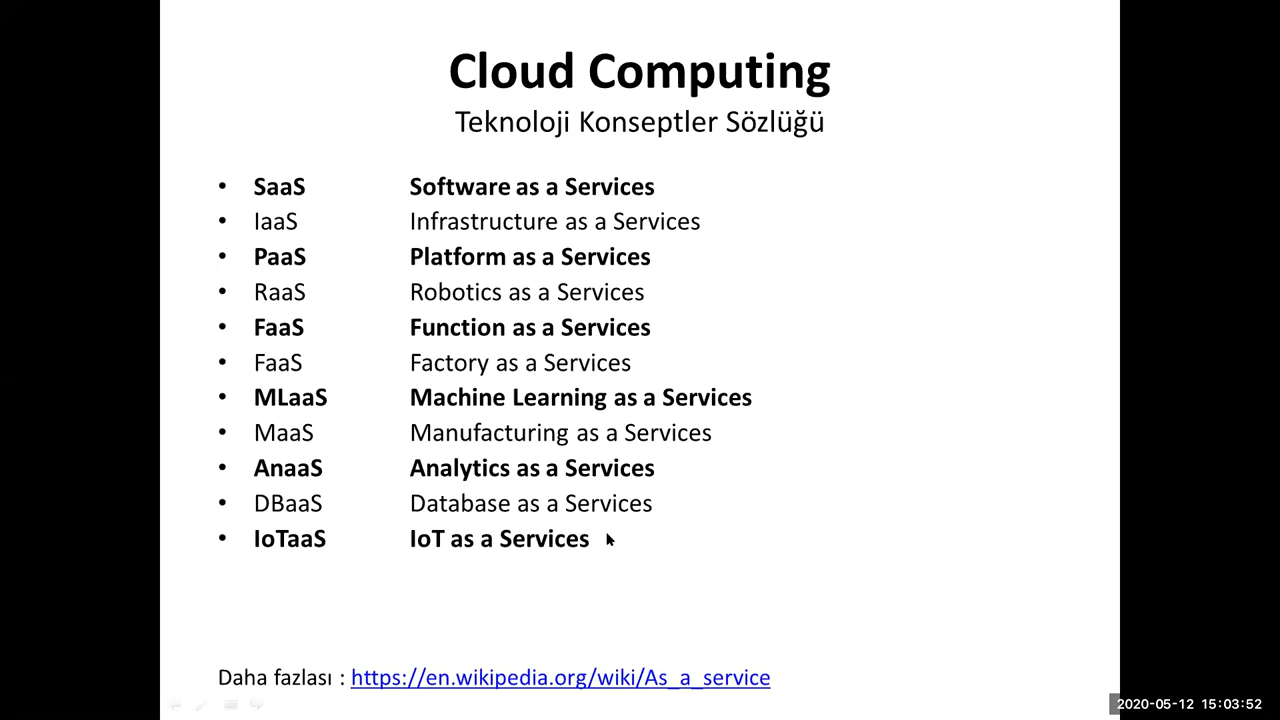 Cloud Computing
Teknoloji Konseptler Sözlüğü
• SaaS Software as a Services
• IaaS Infrastructure as a Services
• PaaS Platform as a Services
• RaaS Robotics as a Services
• FaaS Function as a Services
• FaaS Factory as a Services
• MLaaS Machine Learning as a Services
• MaaS Manufacturing as a Services
• AnaaS Analytics as a Services
• DBaaS Database as a Services
• IoTaaS IoT as a Services
Daha fazlası : https://en.wikipedia.org/wiki/As_a_service
2020-05-12 15:03:52